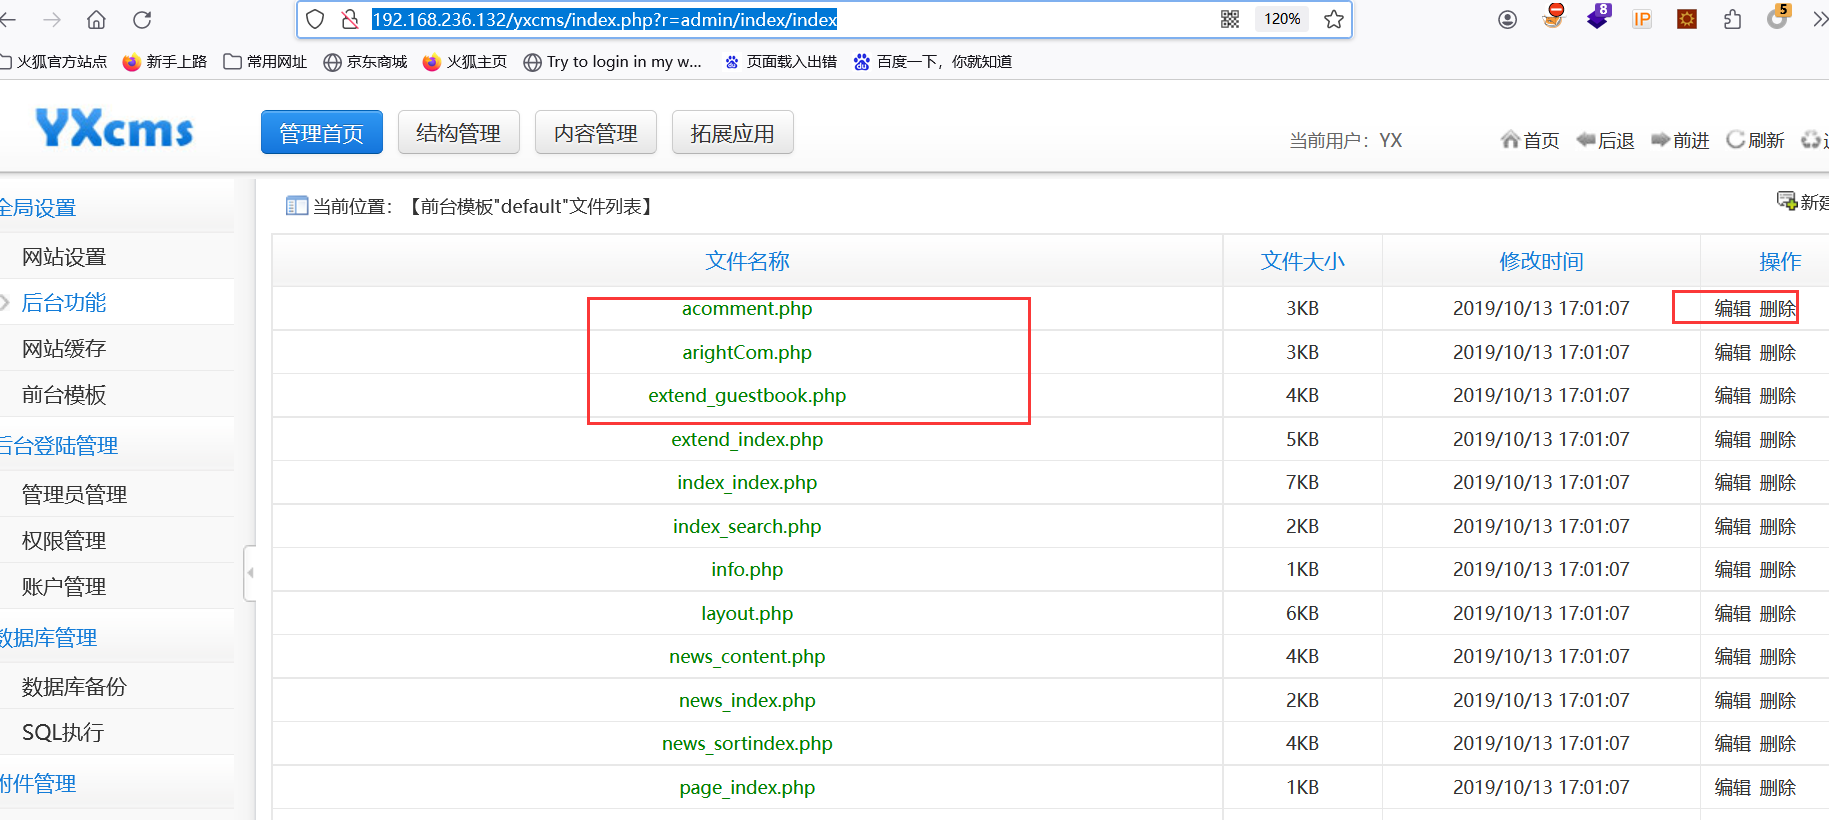 192.168.236.132/yxcms/index.php?r=admin/index/index
120%
8
IP
5
火狐官方站点 新手上路 常用网址 京东商城 火狐主页 Try to login in my w... 页面载入出错 百度一下，你就知道
YXcms
管理首页 结构管理 内容管理 拓展应用
当前用户：YX 首页 后退 前进 刷新
全局设置
网站设置
后台功能
网站缓存
前台模板
后台登陆管理
管理员管理
权限管理
账户管理
数据库管理
数据库备份
SQL执行
附件管理
当前位置：【前台模板"default"文件列表】
新建
文件名称 文件大小 修改时间 操作
acomment.php 3KB 2019/10/13 17:01:07 编辑 删除
arightCom.php 3KB 2019/10/13 17:01:07 编辑 删除
extend_guestbook.php 4KB 2019/10/13 17:01:07 编辑 删除
extend_index.php 5KB 2019/10/13 17:01:07 编辑 删除
index_index.php 7KB 2019/10/13 17:01:07 编辑 删除
index_search.php 2KB 2019/10/13 17:01:07 编辑 删除
info.php 1KB 2019/10/13 17:01:07 编辑 删除
layout.php 6KB 2019/10/13 17:01:07 编辑 删除
news_content.php 4KB 2019/10/13 17:01:07 编辑 删除
news_index.php 2KB 2019/10/13 17:01:07 编辑 删除
news_sortindex.php 4KB 2019/10/13 17:01:07 编辑 删除
page_index.php 1KB 2019/10/13 17:01:07 编辑 删除